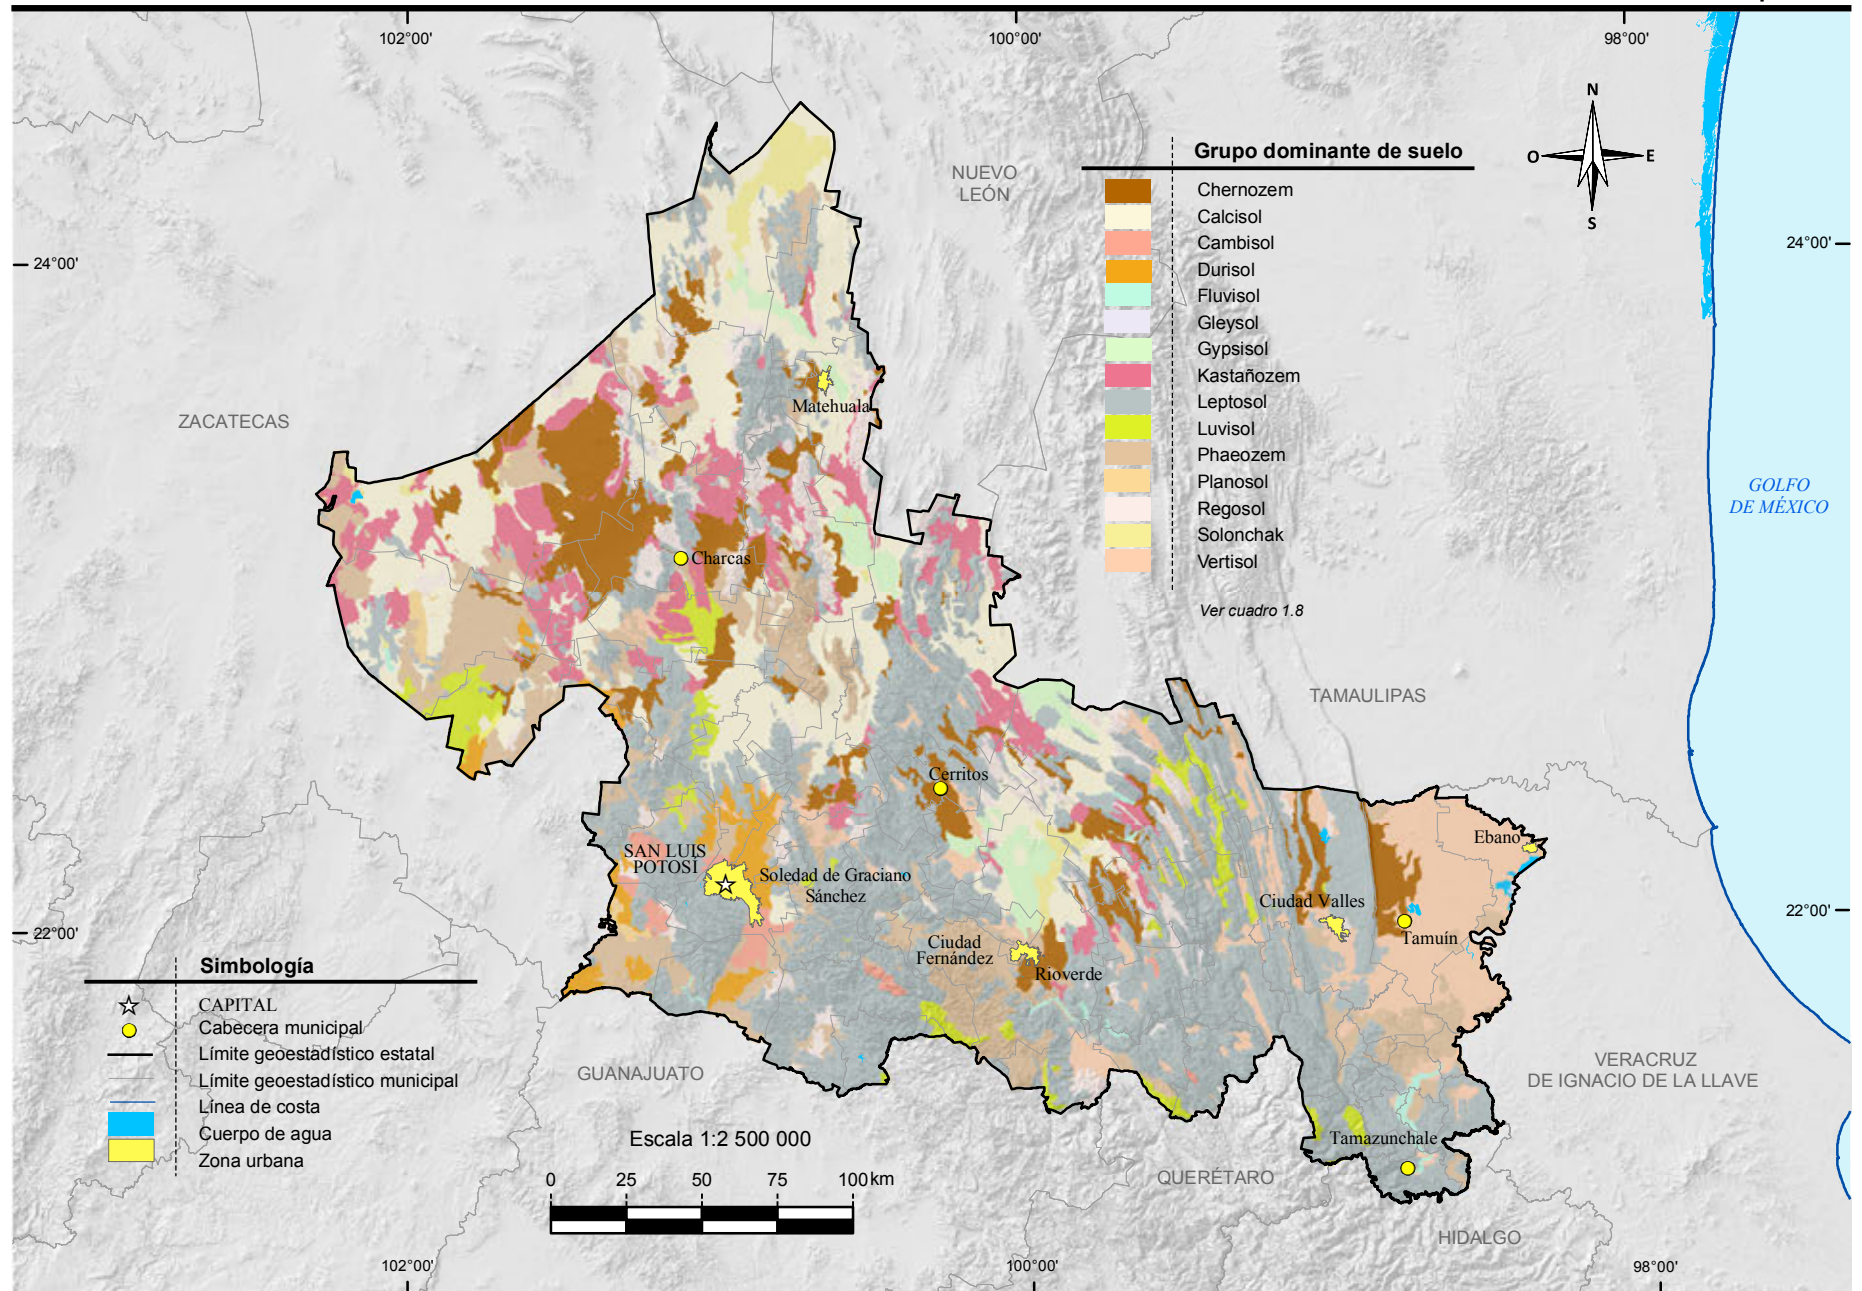 102°00'
100°00'
98°00'
N
O
E
S
Grupo dominante de suelo
NUEVO
LEÓN
Chernozem
Calcisol
Cambisol
Durisol
Fluvisol
Gleysol
Gypsisol
Kastañozem
Leptosol
Luvisol
Phaeozem
Planosol
Regosol
Solonchak
Vertisol
Ver cuadro 1.8
24°00'
24°00'
ZACATECAS
Matehuala
GOLFO
DE MÉXICO
Charcas
TAMAULIPAS
Cerritos
Ebano
SAN LUIS
POTOSÍ
Soledad de Graciano
Sánchez
Ciudad Valles
22°00'
22°00'
Tamuín
Ciudad
Fernández
Rioverde
Simbología
CAPITAL
Cabecera municipal
Límite geoestadístico estatal
Límite geoestadístico municipal
Línea de costa
Cuerpo de agua
Zona urbana
GUANAJUATO
VERACRUZ
DE IGNACIO DE LA LLAVE
Escala 1:2 500 000
0 25 50 75 100 km
Tamazunchale
QUERÉTARO
HIDALGO
102°00'
100°00'
98°00'